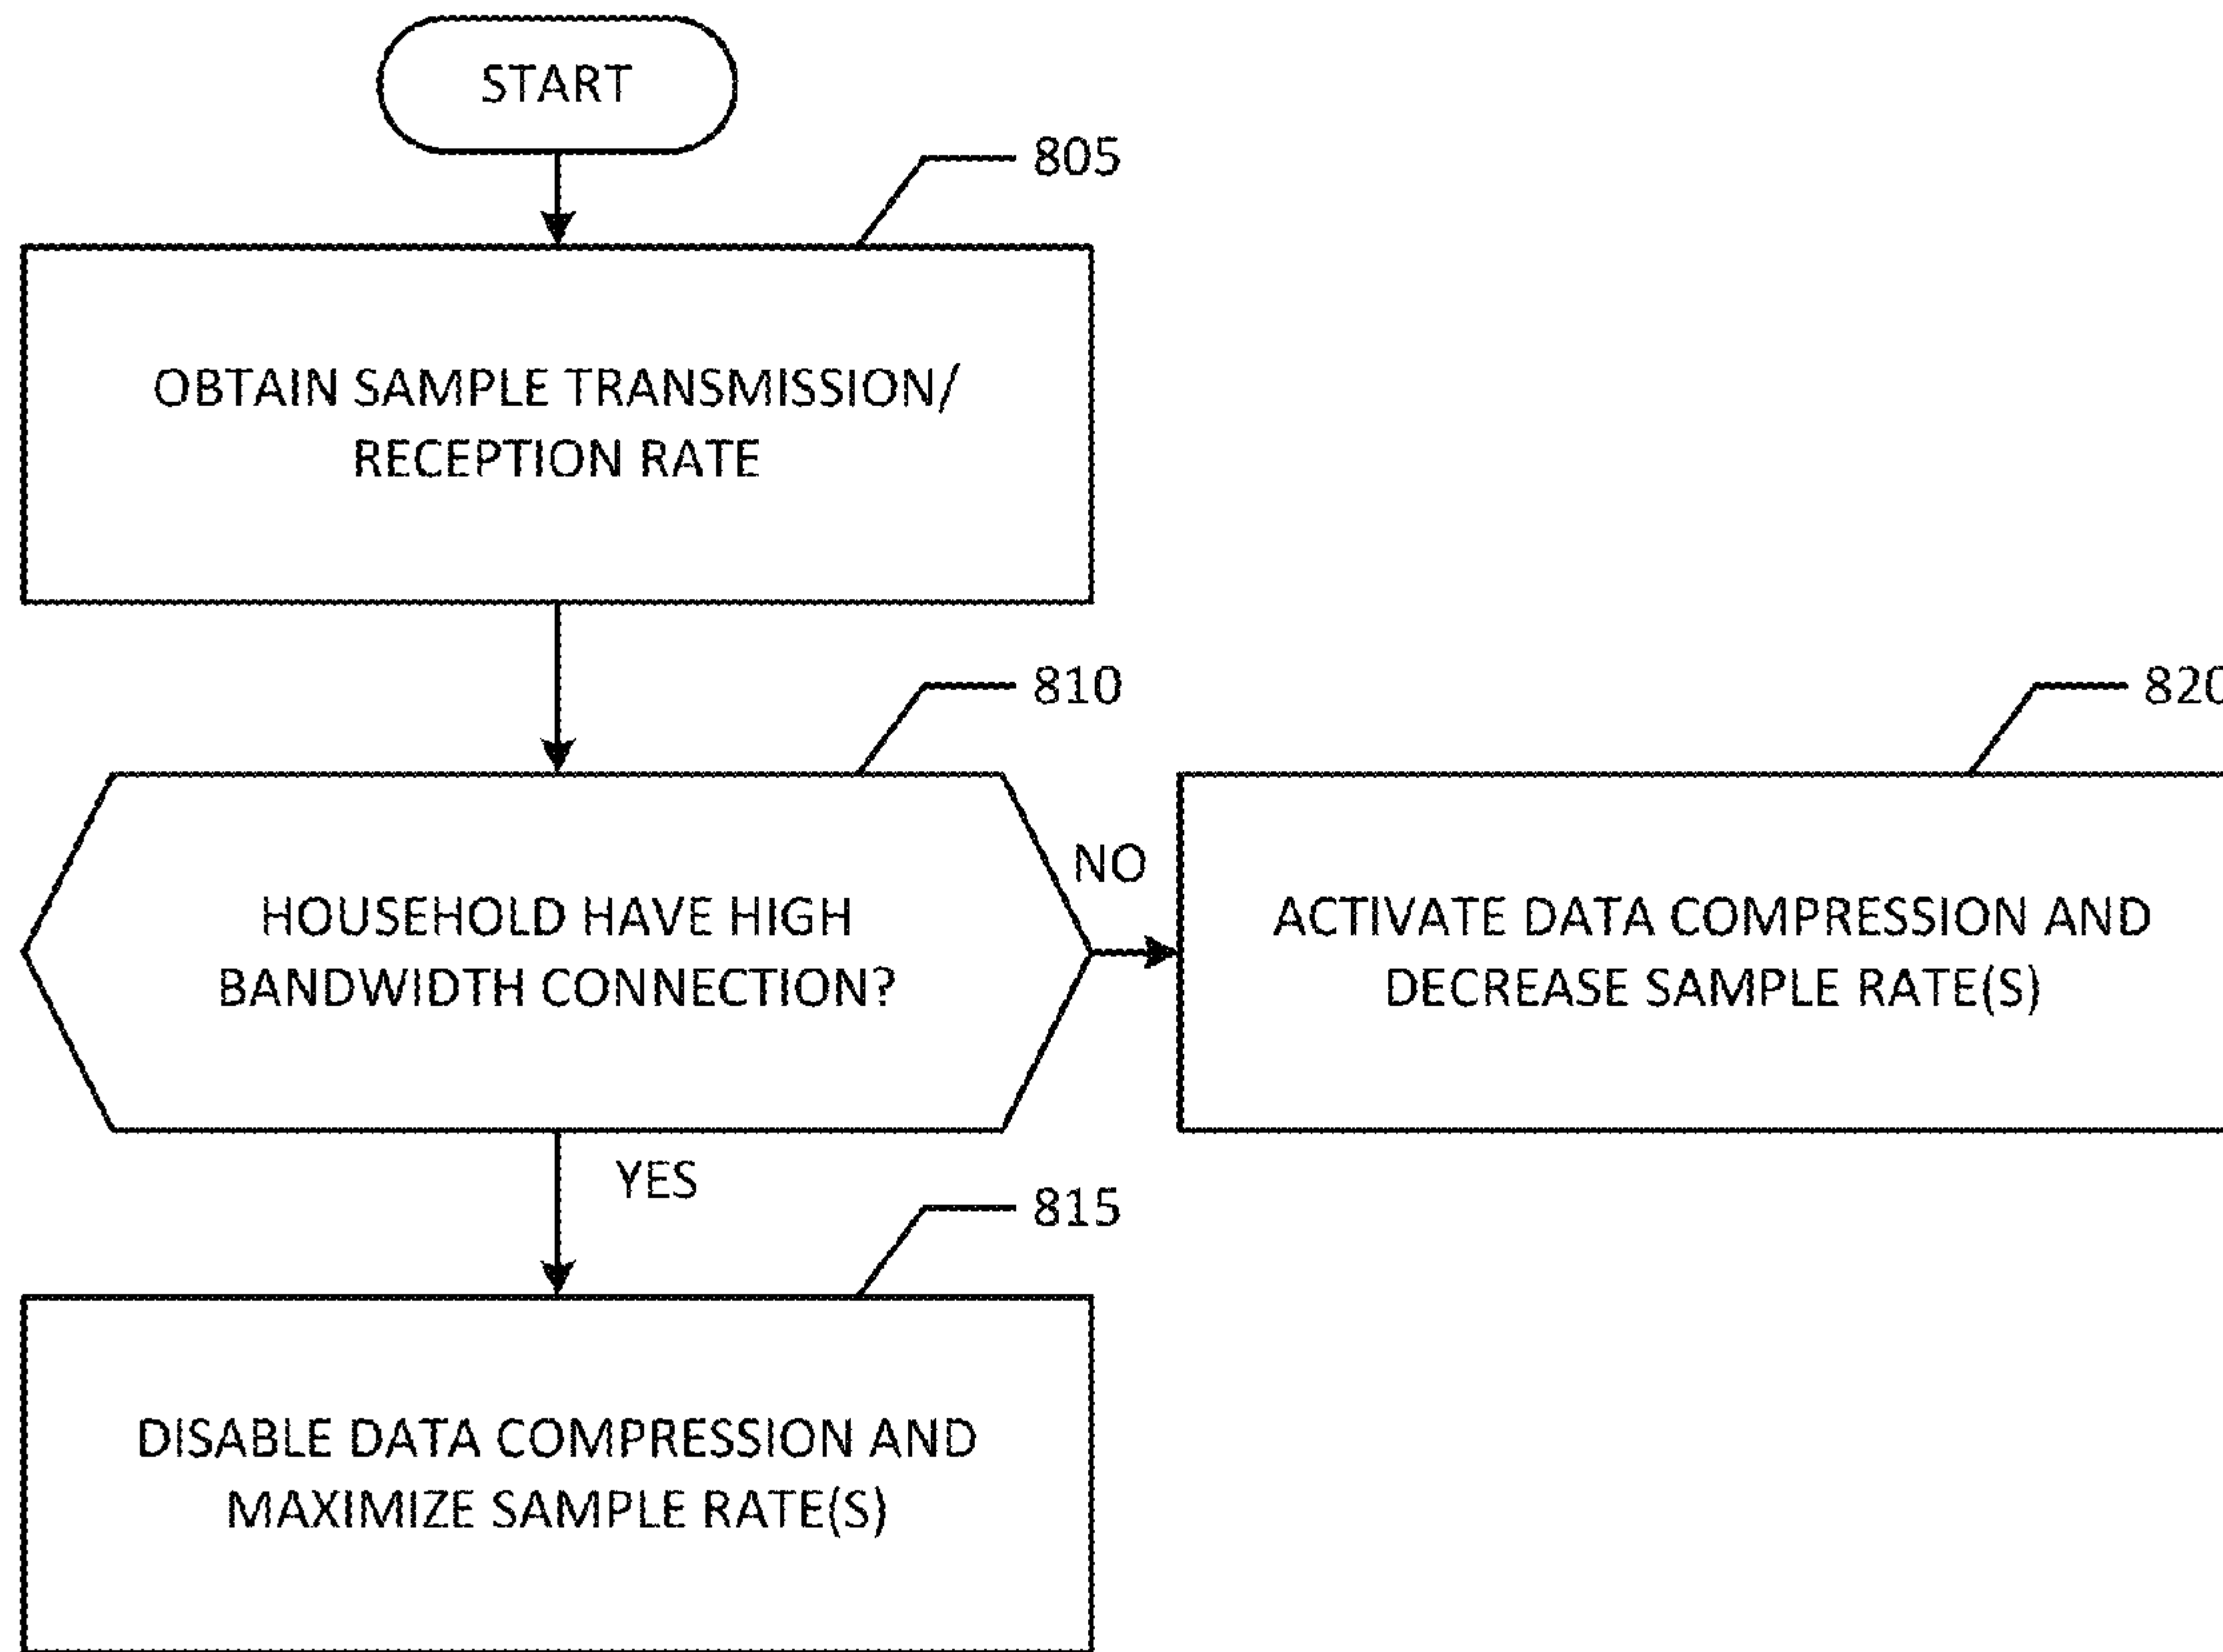 START
805
OBTAIN SAMPLE TRANSMISSION/
RECEPTION RATE
810
820
HOUSEHOLD HAVE HIGH
BANDWIDTH CONNECTION?
NO
ACTIVATE DATA COMPRESSION AND
DECREASE SAMPLE RATE(S)
YES
815
DISABLE DATA COMPRESSION AND
MAXIMIZE SAMPLE RATE(S)